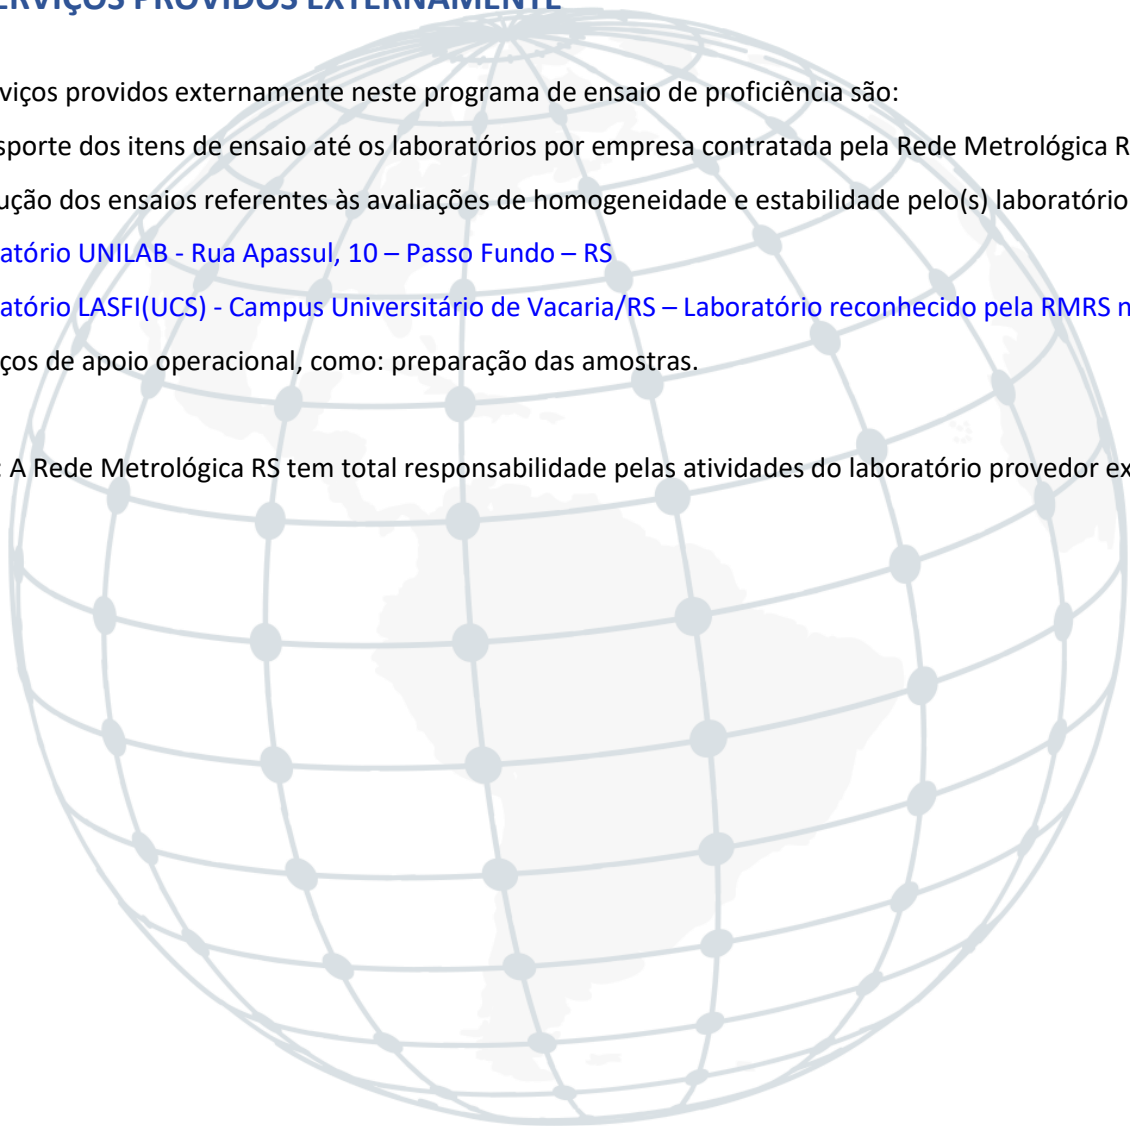 ERVIÇOS PROVIDOS EXTERNAMENTE
viços providos externamente neste programa de ensaio de proficiência são:
sporte dos itens de ensaio até os laboratórios por empresa contratada pela Rede Metrológica R
ução dos ensaios referentes às avaliações de homogeneidade e estabilidade pelo(s) laboratório
atório UNILAB - Rua Apassul, 10 – Passo Fundo – RS
atório LASFI(UCS) - Campus Universitário de Vacaria/RS – Laboratório reconhecido pela RMRS n
ços de apoio operacional, como: preparação das amostras.
: A Rede Metrológica RS tem total responsabilidade pelas atividades do laboratório provedor ex